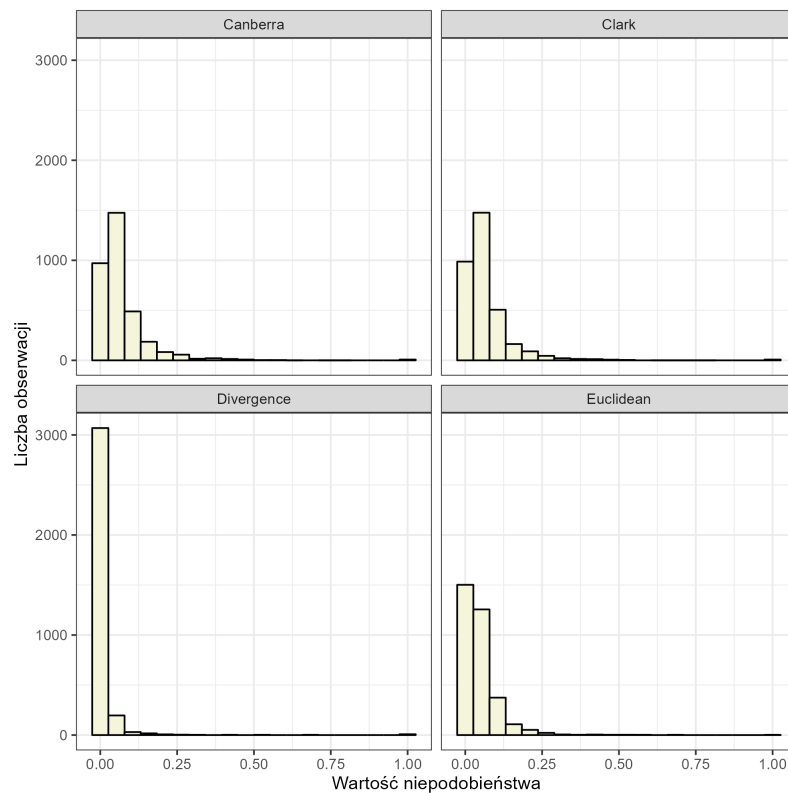 Canberra
Clark
3000
2000
1000
0
Divergence
Euclidean
3000
2000
1000
0
0.00 0.25 0.50 0.75 1.00 0.00 0.25 0.50 0.75 1.00
Wartość niepodobieństwa
Liczba obserwacji